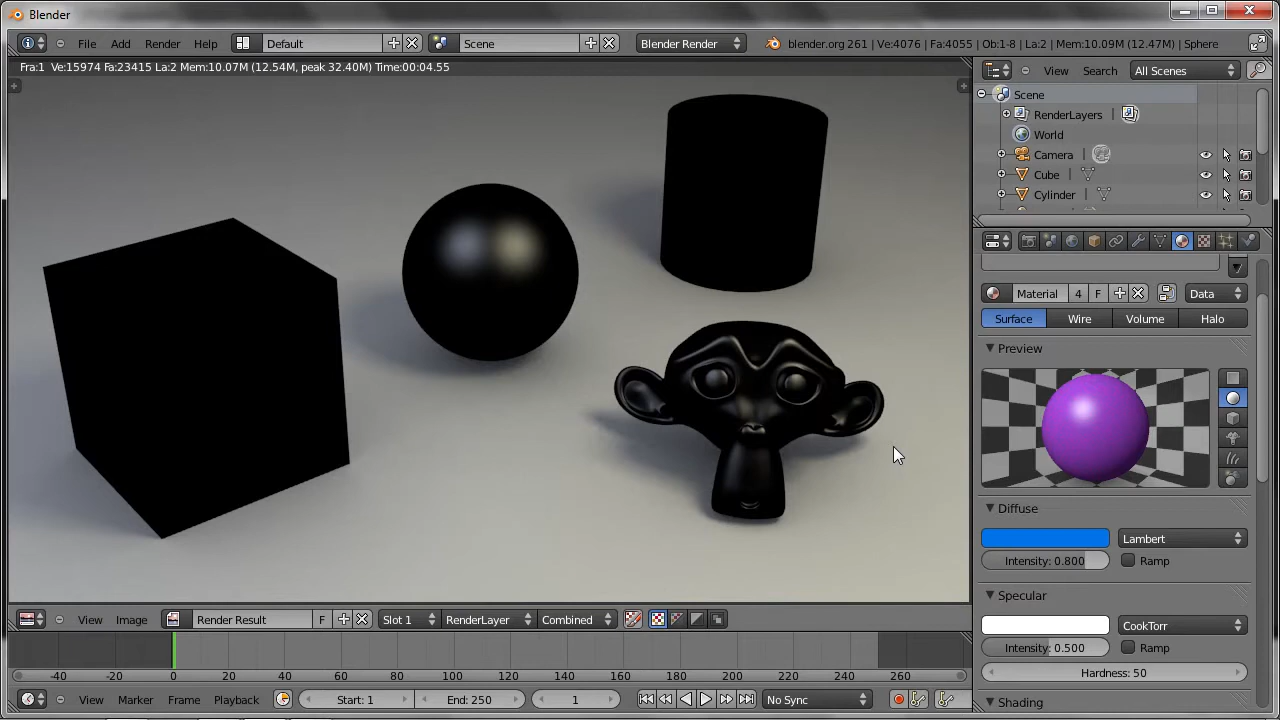 Blender
File Add Render Help Default Scene Blender Render blender.org 261 | Ve:4076 | Fa:4055 | Ob:1-8 | La:2 | Mem:10.09M (12.47M) | Sphere
Fra:1 Ve:15974 Fa:23415 La:2 Mem:10.07M (12.54M, peak 32.40M) Time:00:04.55
View Search All Scenes
Scene
RenderLayers |
World
Camera |
Cube |
Cylinder |
Material 4 F Data
Surface Wire Volume Halo
Preview
Diffuse
Lambert
Intensity: 0.800 Ramp
Specular
CookTorr
Intensity: 0.500 Ramp
Hardness: 50
Shading
View Image Render Result F Slot 1 RenderLayer Combined
-40 -20 0 20 40 60 80 100 120 140 160 180 200 220 240 260
View Marker Frame Playback Start: 1 End: 250 1 No Sync